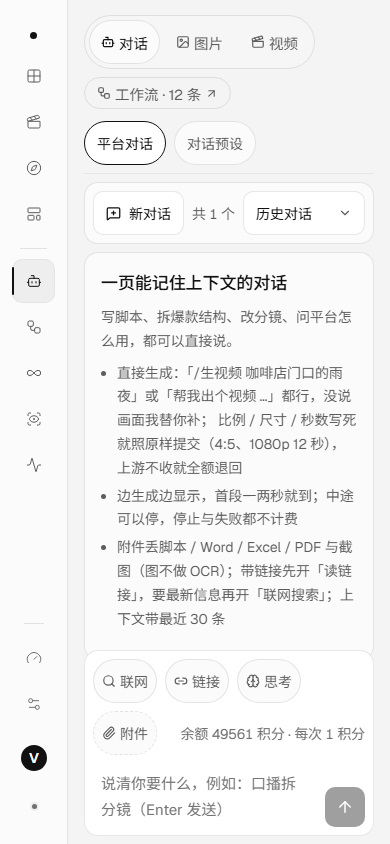 对话 图片 视频
工作流 · 12 条
平台对话 对话预设
新对话 共 1 个 历史对话
一页能记住上下文的对话
写脚本、拆爆款结构、改分镜、问平台怎
么用，都可以直接说。
直接生成：「/生视频 咖啡店门口的雨
夜」或「帮我出个视频 …」都行，没说
画面我替你补； 比例 / 尺寸 / 秒数写死
就照原样提交（4:5、1080p 12 秒），
上游不收就全额退回
边生成边显示，首段一两秒就到；中途
可以停，停止与失败都不计费
附件丢脚本 / Word / Excel / PDF 与截
图（图不做 OCR）；带链接先开「读链
接」，要最新信息再开「联网搜索」；上
下文带最近 30 条
联网 链接 思考
附件 余额 49561 积分 · 每次 1 积分
说清你要什么，例如：口播拆
分镜（Enter 发送）
V